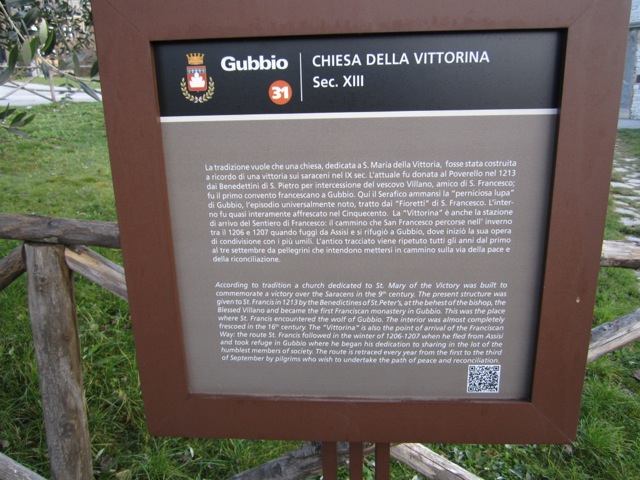 Gubbio
31
CHIESA DELLA VITTORINA
Sec. XIII
La tradizione vuole che una chiesa, dedicata a S. Maria della Vittoria, fosse stata costruita
a ricordo di una vittoria sui saraceni nel IX sec. L'attuale fu donata al Poverello nel 1213
dai Benedettini di S. Pietro per intercessione del vescovo Villano, amico di S. Francesco;
fu il primo convento francescano a Gubbio. Qui il Serafico ammansì la "perniciosa lupa"
di Gubbio, l'episodio universalmente noto, tratto dai "Fioretti" di S. Francesco. L'inter-
no fu quasi interamente affrescato nel Cinquecento. La "Vittorina" è anche la stazione
di arrivo del Sentiero di Francesco: il cammino che San Francesco percorse nell' inverno
tra il 1206 e 1207 quando fuggì da Assisi e si rifugiò a Gubbio, dove iniziò la sua opera
di condivisione con i più umili. L'antico tracciato viene ripetuto tutti gli anni dal primo
al tre settembre da pellegrini che intendono mettersi in cammino sulla via della pace e
della riconciliazione.
According to tradition a church dedicated to St. Mary of the Victory was built to
commemorate a victory over the Saracens in the 9th century. The present structure was
given to St. Francis in 1213 by the Benedictines of St. Peter's, at the behest of the bishop, the
Blessed Villano and became the first Franciscan monastery in Gubbio. This was the place
where St. Francis encountered the wolf of Gubbio. The interior was almost completely
frescoed in the 16th century. The "Vittorina" is also the point of arrival of the Franciscan
Way: the route St. Francis followed in the winter of 1206-1207 when he fled from Assisi
and took refuge in Gubbio where he began his dedication to sharing in the lot of the
humblest members of society. The route is retraced every year from the first to the third
of September by pilgrims who wish to undertake the path of peace and reconciliation.